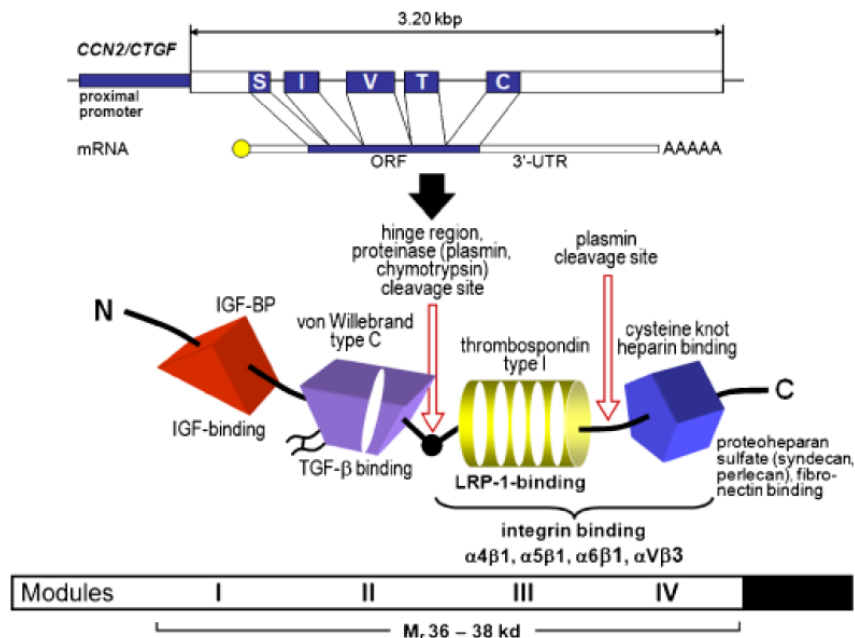 3.20 kbp
CCN2/CTGF
S I V T C
proximal
promoter
mRNA
ORF
3'-UTR
AAAAA
hinge region,
proteinase (plasmin,
chymotrypsin)
cleavage site
plasmin
cleavage site
N
IGF-BP
von Willebrand
type C
thrombospondin
type I
cysteine knot
heparin binding
C
IGF-binding
TGF-β binding
LRP-1-binding
proteoheparan
sulfate (syndecan,
perlecan), fibro-
nectin binding
integrin binding
α4β1, α5β1, α6β1, αVβ3
Modules I II III IV
Mr 36 – 38 kd